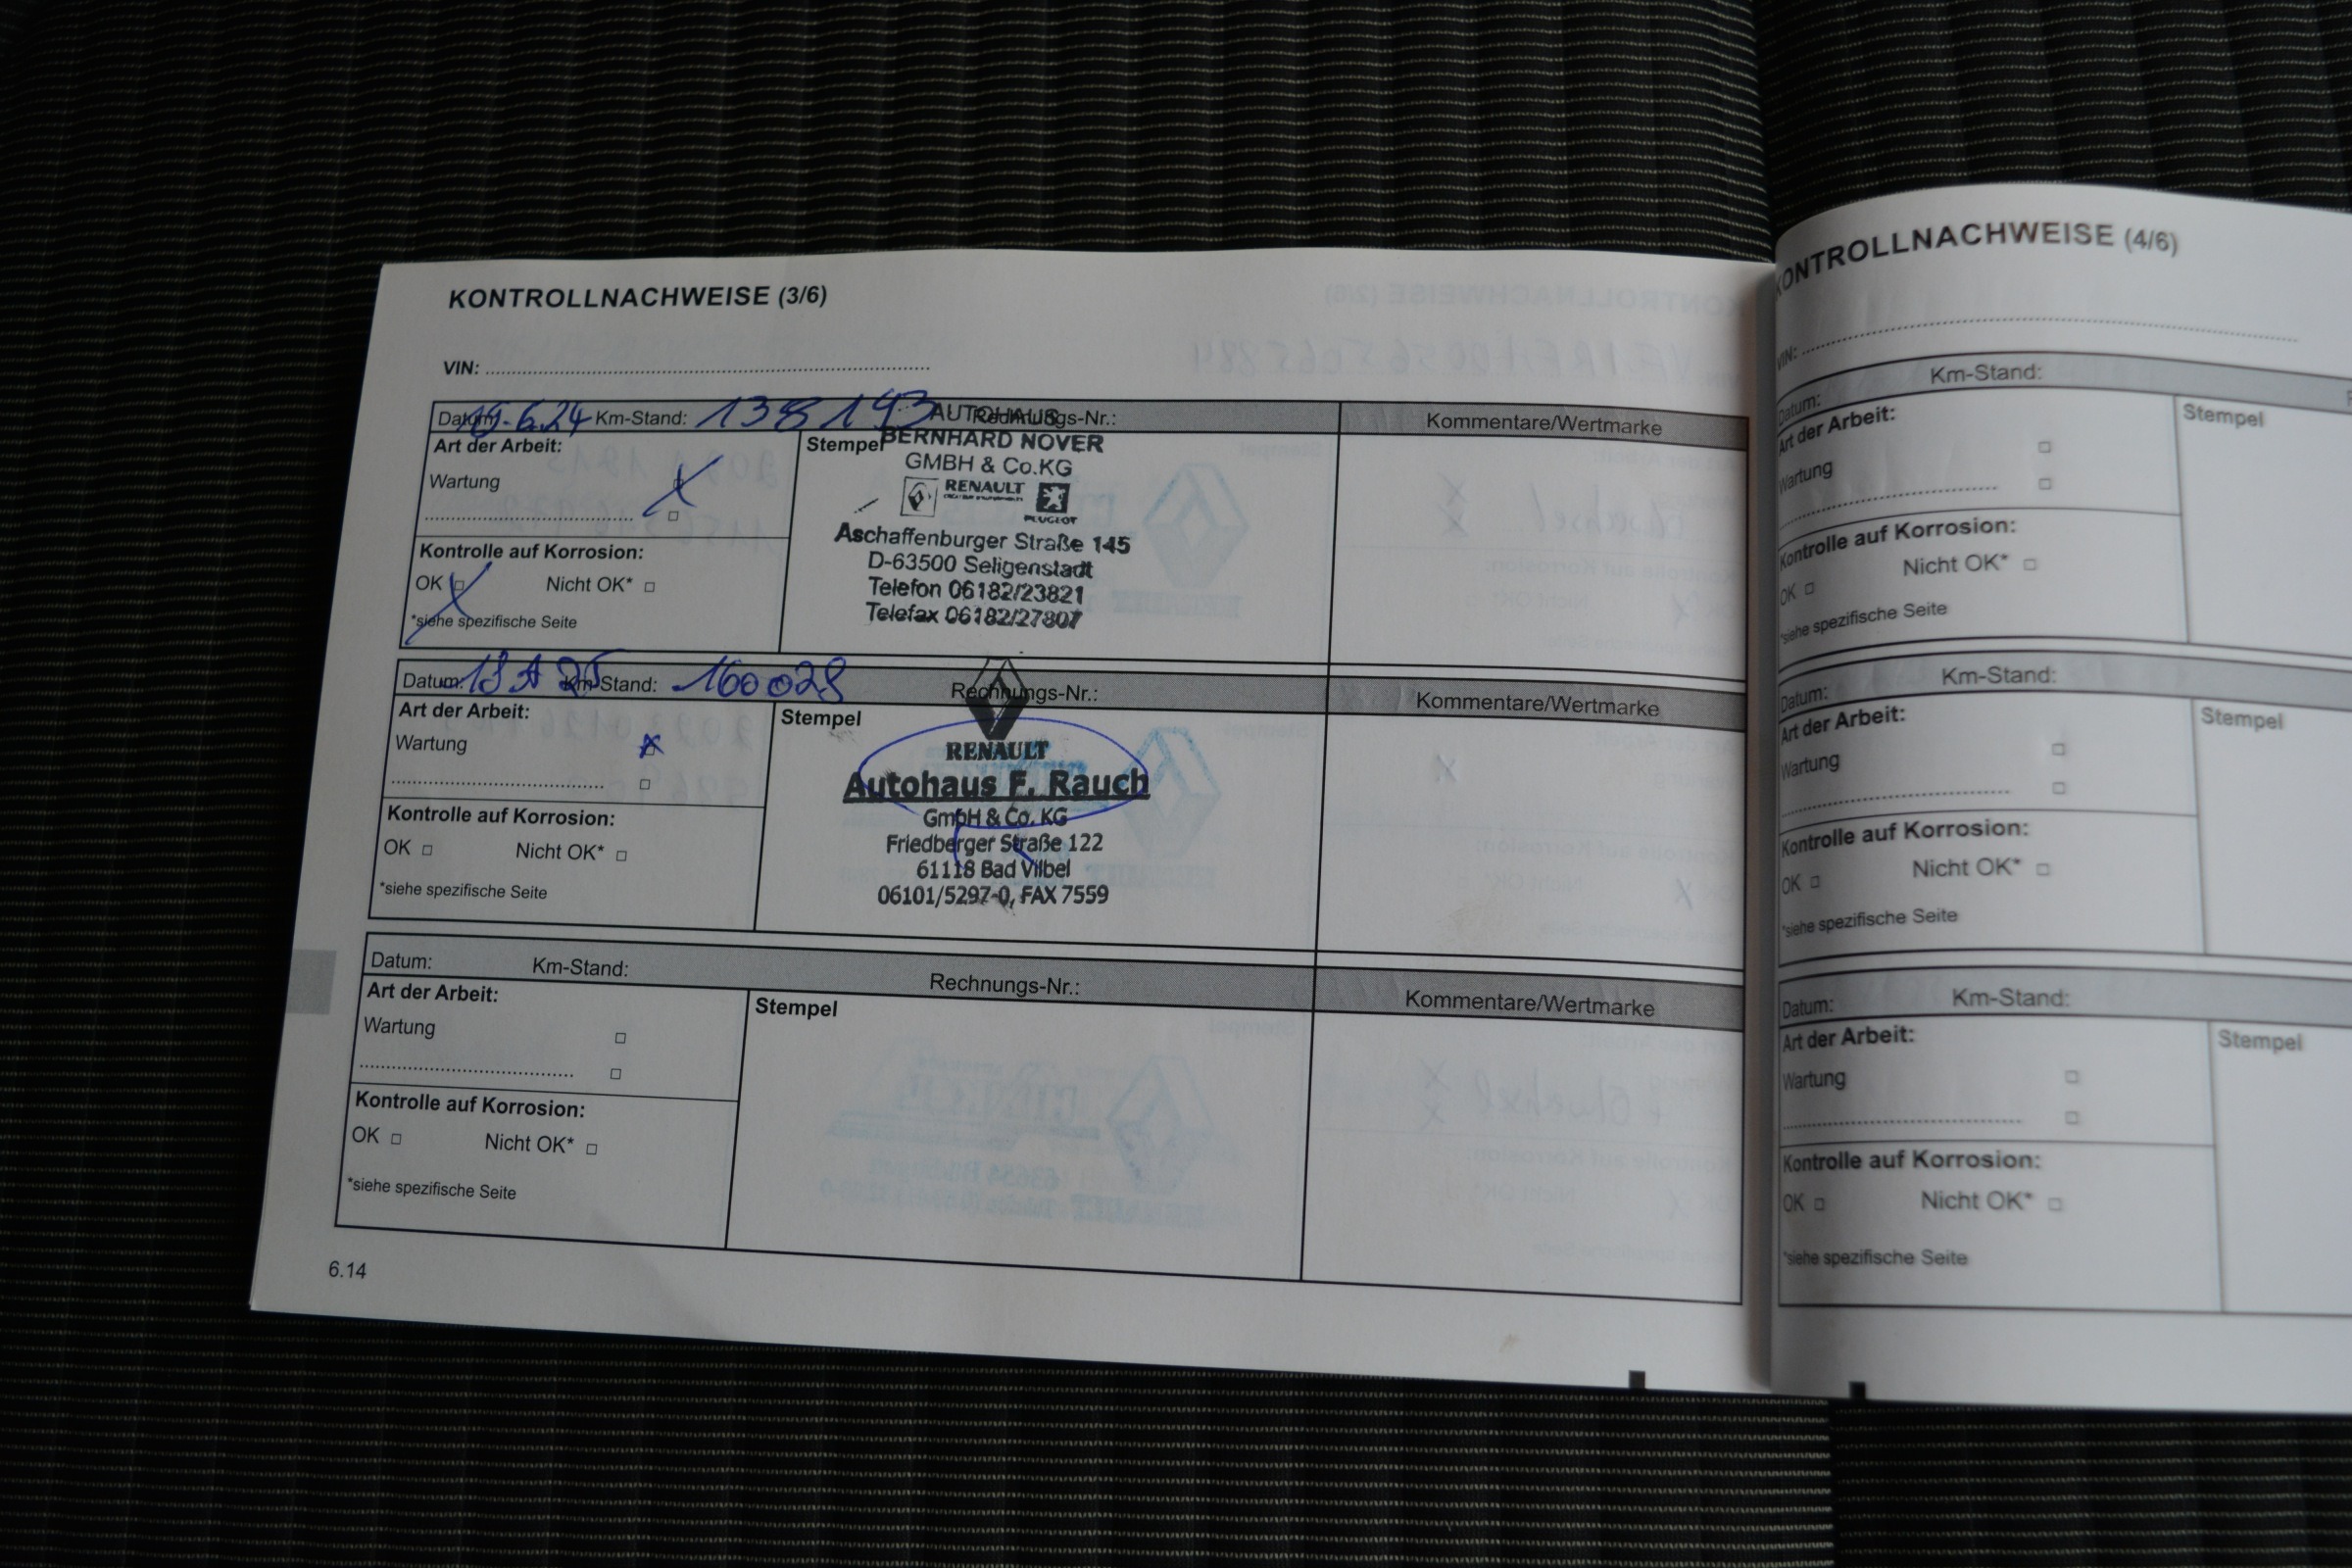 KONTROLLNACHWEISE (3/6)
VIN:
Datum: 19.6.24 Km-Stand: 138193 Rechnungs-Nr.: Kommentare/Wertmarke
Art der Arbeit:
Wartung
Kontrolle auf Korrosion:
OK Nicht OK*
*siehe spezifische Seite
Stempel
AUTOHAUS
BERNHARD NOVER
GMBH & Co.KG
RENAULT
PEUGEOT
Aschaffenburger Straße 145
D-63500 Seligenstadt
Telefon 06182/23821
Telefax 06182/27807
Datum: Km-Stand: 160028 Rechnungs-Nr.: Kommentare/Wertmarke
Art der Arbeit:
Wartung
Kontrolle auf Korrosion:
OK Nicht OK*
*siehe spezifische Seite
Stempel
RENAULT
Autohaus F. Rauch
GmbH & Co. KG
Friedberger Straße 122
61118 Bad Vilbel
06101/5297-0, FAX 7559
Datum: Km-Stand: Rechnungs-Nr.: Kommentare/Wertmarke
Art der Arbeit:
Wartung
Kontrolle auf Korrosion:
OK Nicht OK*
*siehe spezifische Seite
Stempel
6.14
KONTROLLNACHWEISE (4/6)
VIN:
Datum: Km-Stand:
Art der Arbeit:
Wartung
Kontrolle auf Korrosion:
OK Nicht OK*
*siehe spezifische Seite
Stempel
Datum: Km-Stand:
Art der Arbeit:
Wartung
Kontrolle auf Korrosion:
OK Nicht OK*
*siehe spezifische Seite
Stempel
Datum: Km-Stand:
Art der Arbeit:
Wartung
Kontrolle auf Korrosion:
OK Nicht OK*
*siehe spezifische Seite
Stempel